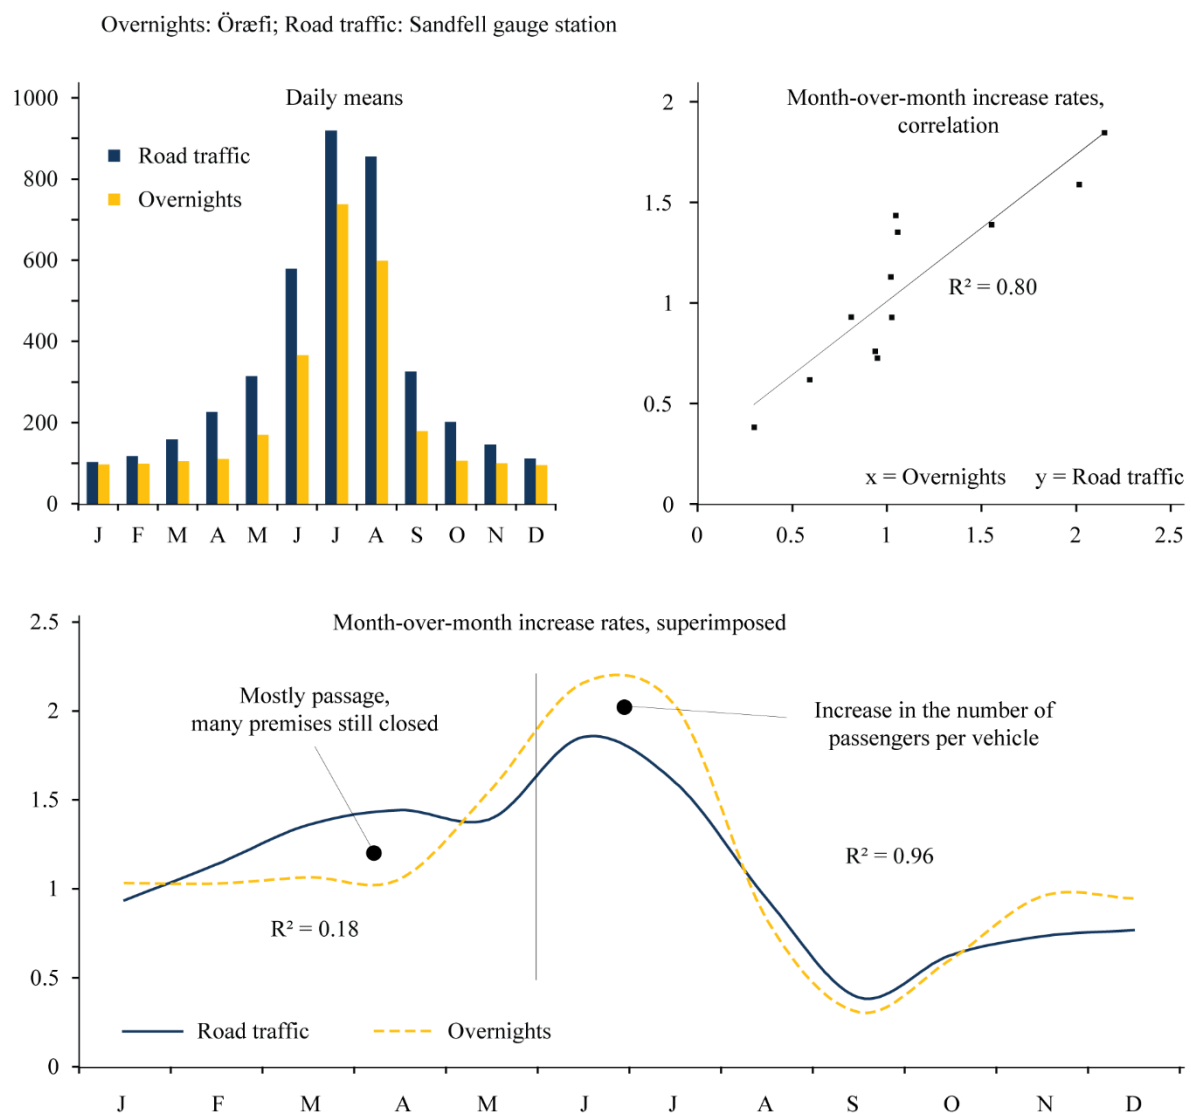 Overnights: Öræfi; Road traffic: Sandfell gauge station
Daily means
Road traffic
Overnights
1000
800
600
400
200
0
J F M A M J J A S O N D
Month-over-month increase rates,
correlation
2
1.5
1
0.5
0
R² = 0.80
x = Overnights y = Road traffic
0 0.5 1 1.5 2 2.5
Month-over-month increase rates, superimposed
2.5
2
1.5
1
0.5
0
Mostly passage,
many premises still closed
Increase in the number of
passengers per vehicle
R² = 0.96
R² = 0.18
Road traffic Overnights
J F M A M J J A S O N D